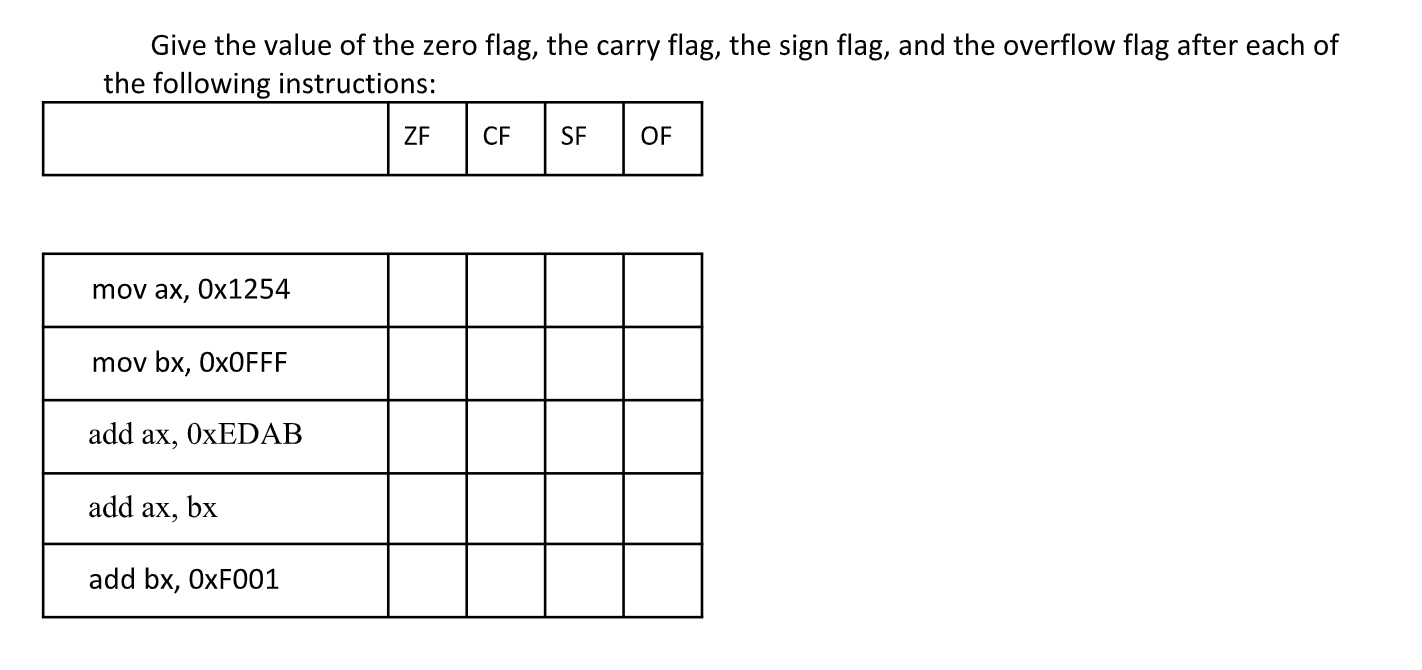 Give the value of the zero flag, the carry flag, the sign flag, and the overflow flag after each of
the following instructions:
ZF CF SF OF
mov ax, 0x1254
mov bx, 0x0FFF
add ax, 0xEDAB
add ax, bx
add bx, 0xF001